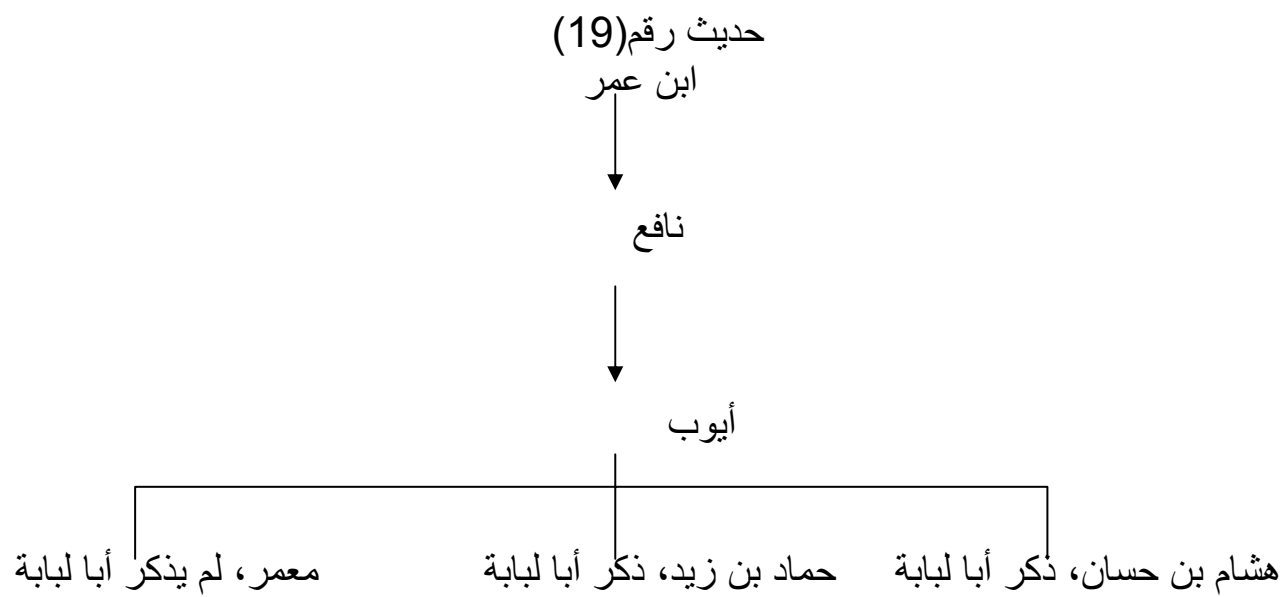 حديث رقم(19)
ابن عمر
نافع
أيوب
هشام بن حسان، ذكر أبا لبابة حماد بن زيد، ذكر أبا لبابة معمر، لم يذكر أبا لبابة